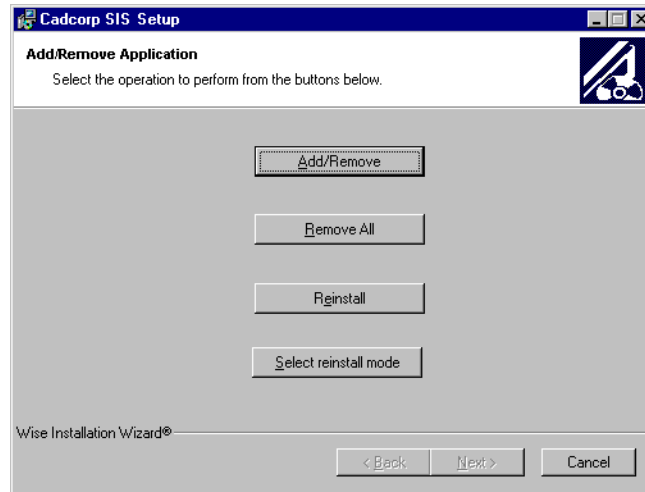 Cadcorp SIS Setup
Add/Remove Application
Select the operation to perform from the buttons below.
Add/Remove
Remove All
Reinstall
Select reinstall mode
Wise Installation Wizard®
< Back Next > Cancel